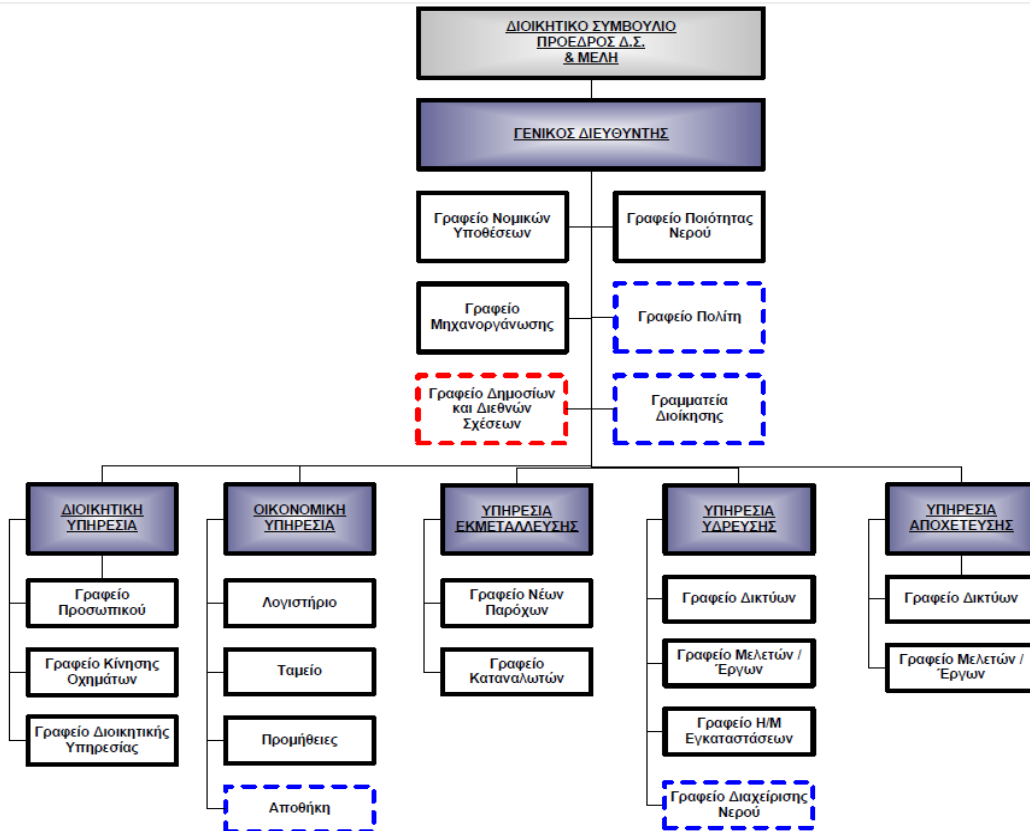 ΔΙΟΙΚΗΤΙΚΟ ΣΥΜΒΟΥΛΙΟ
ΠΡΟΕΔΡΟΣ Δ.Σ.
& ΜΕΛΗ
ΓΕΝΙΚΟΣ ΔΙΕΥΘΥΝΤΗΣ
Γραφείο Νομικών
Υποθέσεων
Γραφείο Ποιότητας
Νερού
Γραφείο
Μηχανοργάνωσης
Γραφείο Πολίτη
Γραφείο Δημοσίων
και Διεθνών
Σχέσεων
Γραμματεία
Διοίκησης
ΔΙΟΙΚΗΤΙΚΗ
ΥΠΗΡΕΣΙΑ
Γραφείο
Προσωπικού
Γραφείο Κίνησης
Οχημάτων
Γραφείο Διοικητικής
Υπηρεσίας
ΟΙΚΟΝΟΜΙΚΗ
ΥΠΗΡΕΣΙΑ
Λογιστήριο
Ταμείο
Προμήθειες
Αποθήκη
ΥΠΗΡΕΣΙΑ
ΕΚΜΕΤΑΛΛΕΥΣΗΣ
Γραφείο Νέων
Παρόχων
Γραφείο
Καταναλωτών
ΥΠΗΡΕΣΙΑ
ΥΔΡΕΥΣΗΣ
Γραφείο Δικτύων
Γραφείο Μελετών /
Έργων
Γραφείο Η/Μ
Εγκαταστάσεων
Γραφείο Διαχείρισης
Νερού
ΥΠΗΡΕΣΙΑ
ΑΠΟΧΕΤΕΥΣΗΣ
Γραφείο Δικτύων
Γραφείο Μελετών /
Έργων